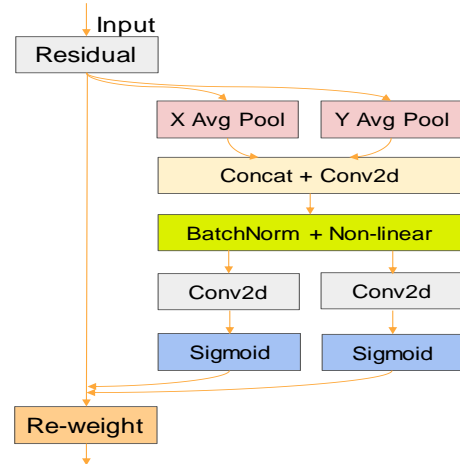 Input
Residual
X Avg Pool
Y Avg Pool
Concat + Conv2d
BatchNorm + Non-linear
Conv2d
Conv2d
Sigmoid
Sigmoid
Re-weight